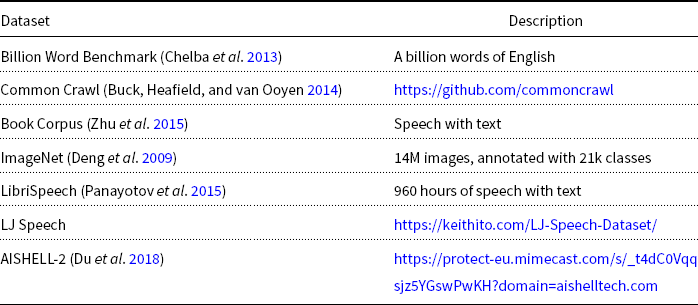 Dataset Description
Billion Word Benchmark (Chelba et al. 2013) A billion words of English
Common Crawl (Buck, Heafield, and van Ooyen 2014) https://github.com/commoncrawl
Book Corpus (Zhu et al. 2015) Speech with text
ImageNet (Deng et al. 2009) 14M images, annotated with 21k classes
LibriSpeech (Panayotov et al. 2015) 960 hours of speech with text
LJ Speech https://keithito.com/LJ-Speech-Dataset/
AISHELL-2 (Du et al. 2018) https://protect-eu.mimecast.com/s/_t4dC0Vqq
sjz5YGswPwKH?domain=aishelltech.com